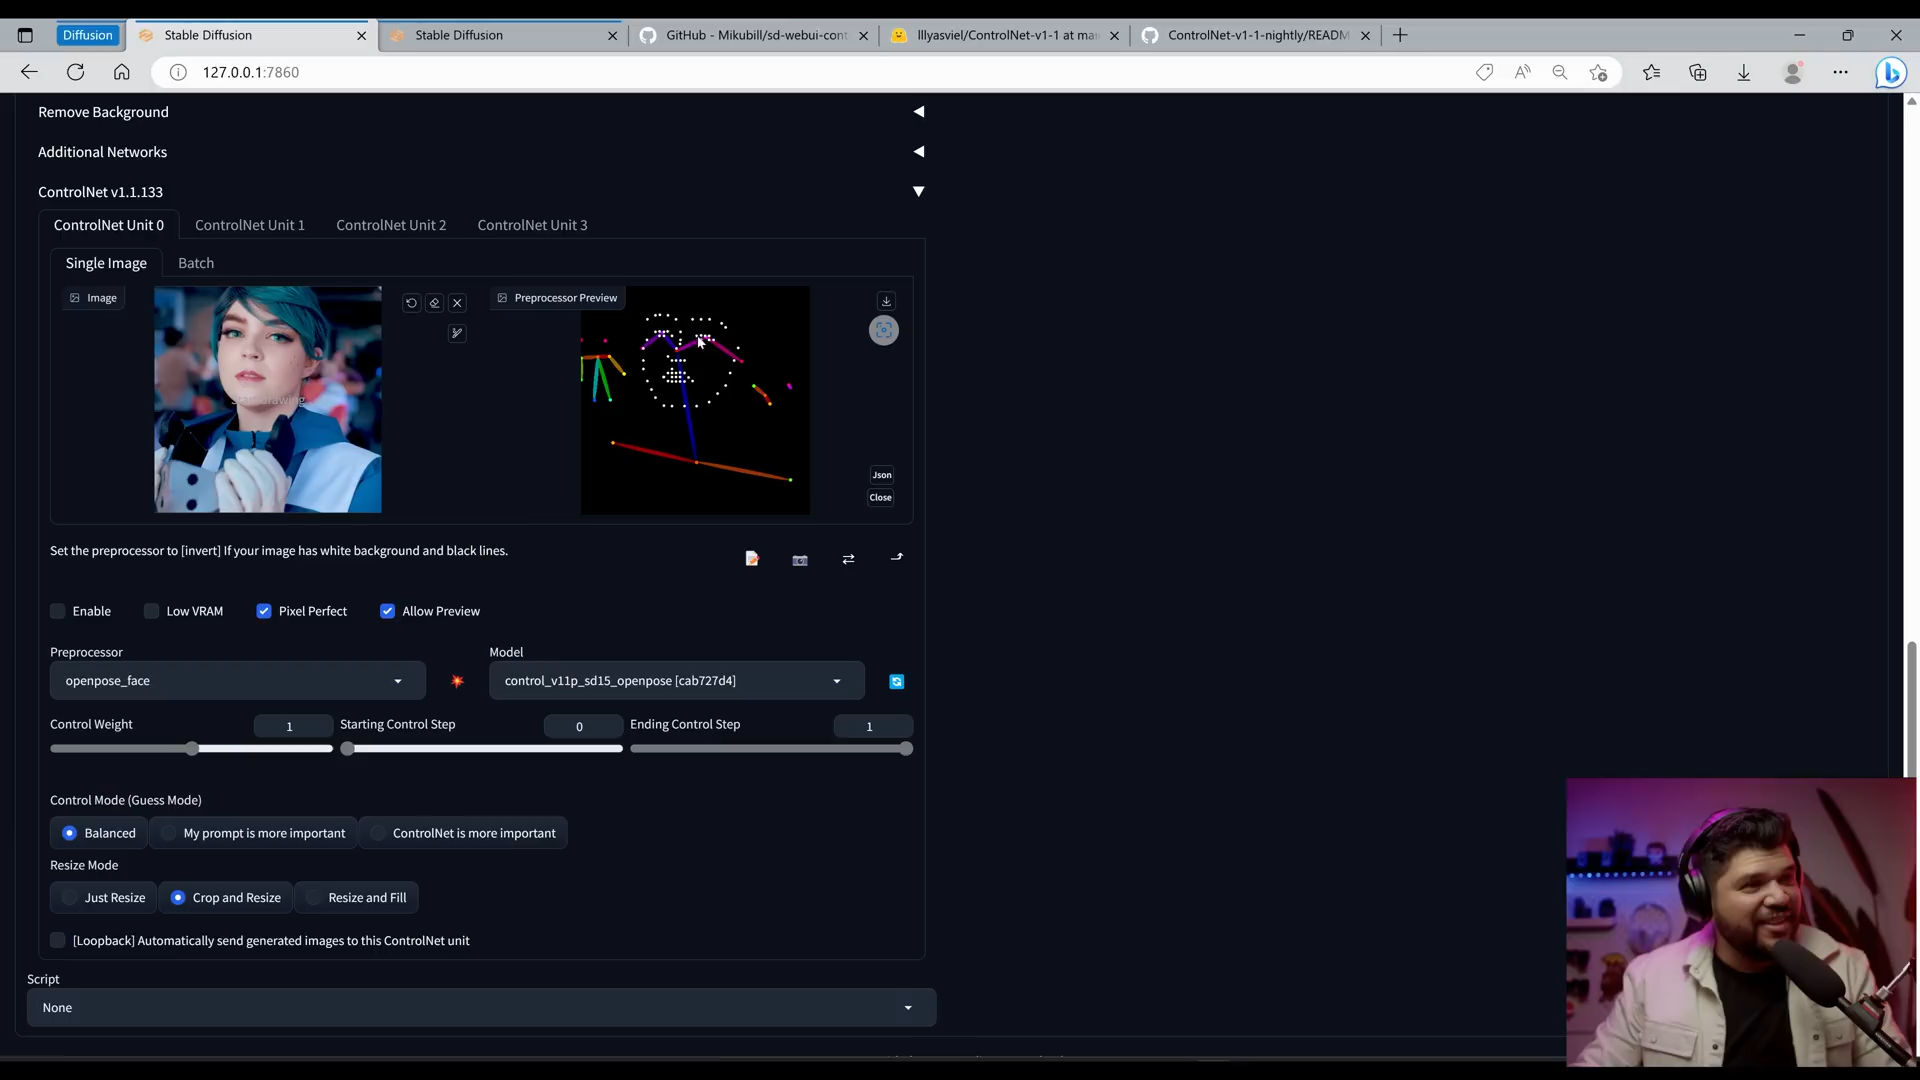 Diffusion
Stable Diffusion
Stable Diffusion
GitHub - Mikubill/sd-webui-cont
lllyasviel/ControlNet-v1-1 at mai
ControlNet-v1-1-nightly/READM
127.0.0.1:7860
Remove Background
Additional Networks
ControlNet v1.1.133
ControlNet Unit 0
ControlNet Unit 1
ControlNet Unit 2
ControlNet Unit 3
Single Image
Batch
Image
Preprocessor Preview
Start drawing
Json
Close
Set the preprocessor to [invert] If your image has white background and black lines.
Enable
Low VRAM
Pixel Perfect
Allow Preview
Preprocessor
Model
openpose_face
control_v11p_sd15_openpose [cab727d4]
Control Weight
1
Starting Control Step
0
Ending Control Step
1
Control Mode (Guess Mode)
Balanced
My prompt is more important
ControlNet is more important
Resize Mode
Just Resize
Crop and Resize
Resize and Fill
[Loopback] Automatically send generated images to this ControlNet unit
Script
None